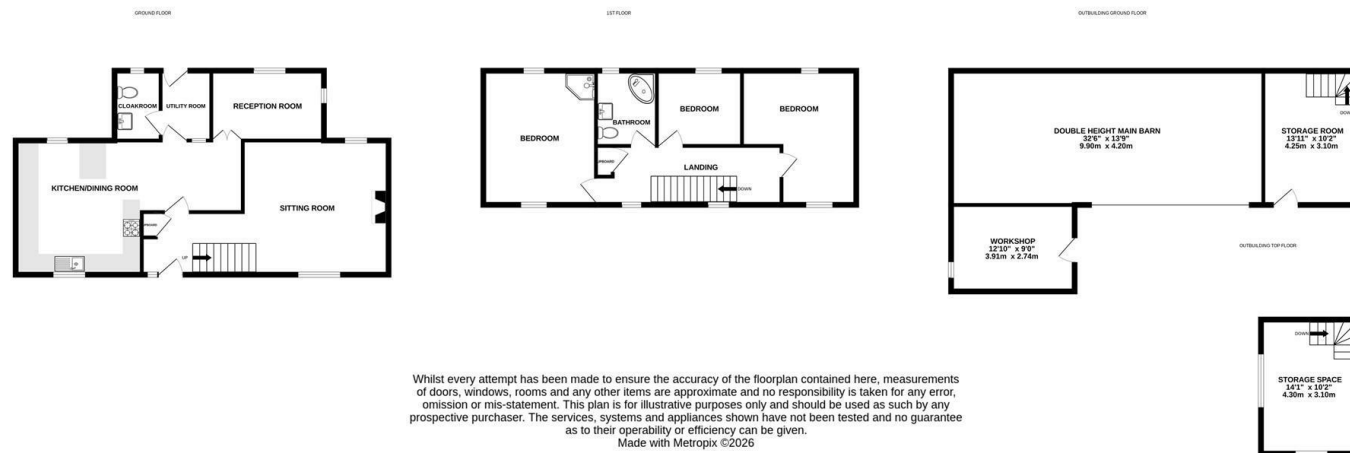 GROUND FLOOR
CLOAKROOM
UTILITY ROOM
RECEPTION ROOM
KITCHEN/DINING ROOM
SITTING ROOM
CUPBOARD
UP
1ST FLOOR
BEDROOM
BATHROOM
BEDROOM
BEDROOM
CUPBOARD
LANDING
DOWN
OUTBUILDING GROUND FLOOR
DOUBLE HEIGHT MAIN BARN
32'6" x 13'9"
9.90m x 4.20m
STORAGE ROOM
13'11" x 10'2"
4.25m x 3.10m
WORKSHOP
12'10" x 9'0"
3.91m x 2.74m
OUTBUILDING TOP FLOOR
DOWN
STORAGE SPACE
14'1" x 10'2"
4.30m x 3.10m
Whilst every attempt has been made to ensure the accuracy of the floorplan contained here, measurements
of doors, windows, rooms and any other items are approximate and no responsibility is taken for any error,
omission or mis-statement. This plan is for illustrative purposes only and should be used as such by any
prospective purchaser. The services, systems and appliances shown have not been tested and no guarantee
as to their operability or efficiency can be given.
Made with Metropix ©2026